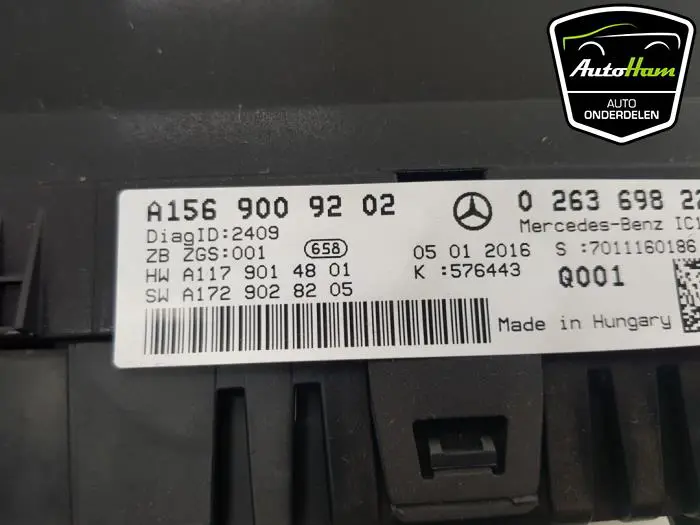 AutoHam
AUTO
ONDERDELEN
A156 900 92 02
DiagID:2409
ZB ZGS:001
658
HW A117 901 48 01
SW A172 902 82 05
05 01 2016
K :576443
0 263 698 22
Mercedes-Benz IC1
S :7011160186
Q001
Made in Hungary